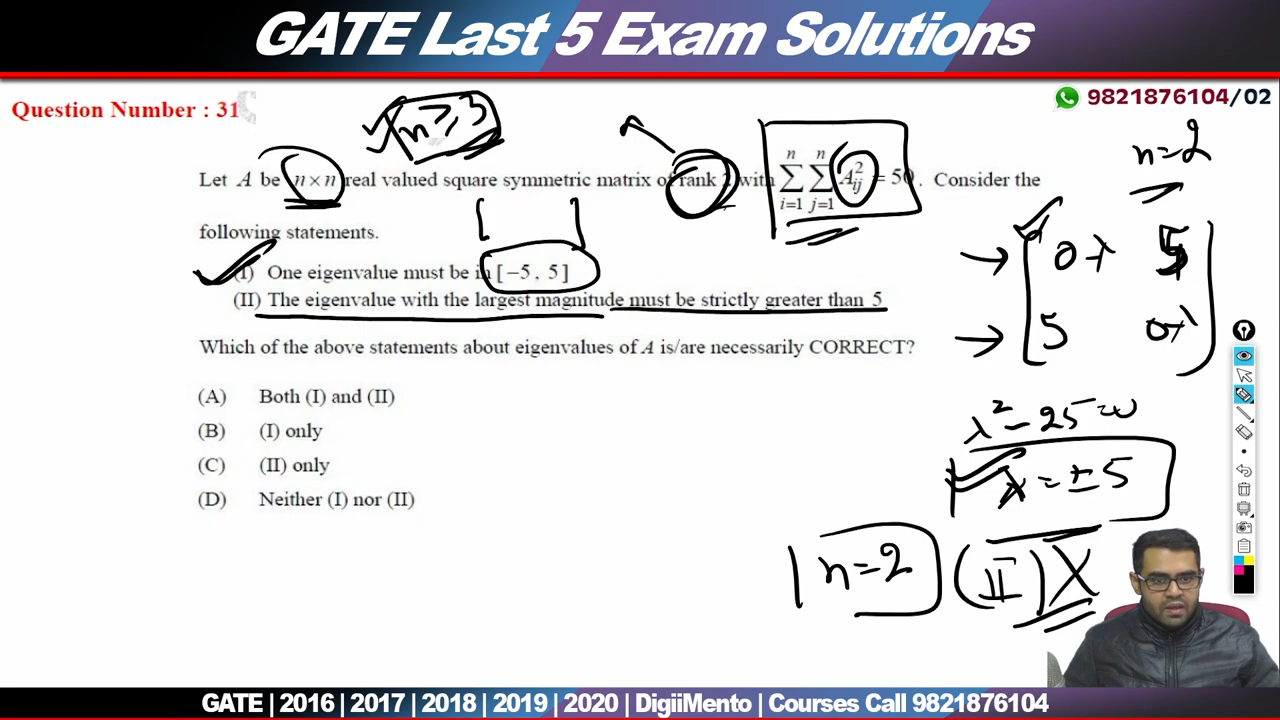 GATE Last 5 Exam Solutions
Question Number : 31
9821876104/02
n≥3
n=2
Let A be n×n real valued square symmetric matrix of rank 2 with ∑ⁿᵢ₌₁ ∑ⁿⱼ₌₁ A²ᵢⱼ = 50. Consider the
following statements.
(I) One eigenvalue must be in [−5, 5]
(II) The eigenvalue with the largest magnitude must be strictly greater than 5
Which of the above statements about eigenvalues of A is/are necessarily CORRECT?
(A) Both (I) and (II)
(B) (I) only
(C) (II) only
(D) Neither (I) nor (II)
5
5
λ² − 25 = 0
λ = ±5
n=2 (II) X
GATE | 2016 | 2017 | 2018 | 2019 | 2020 | DigiiMento | Courses Call 9821876104